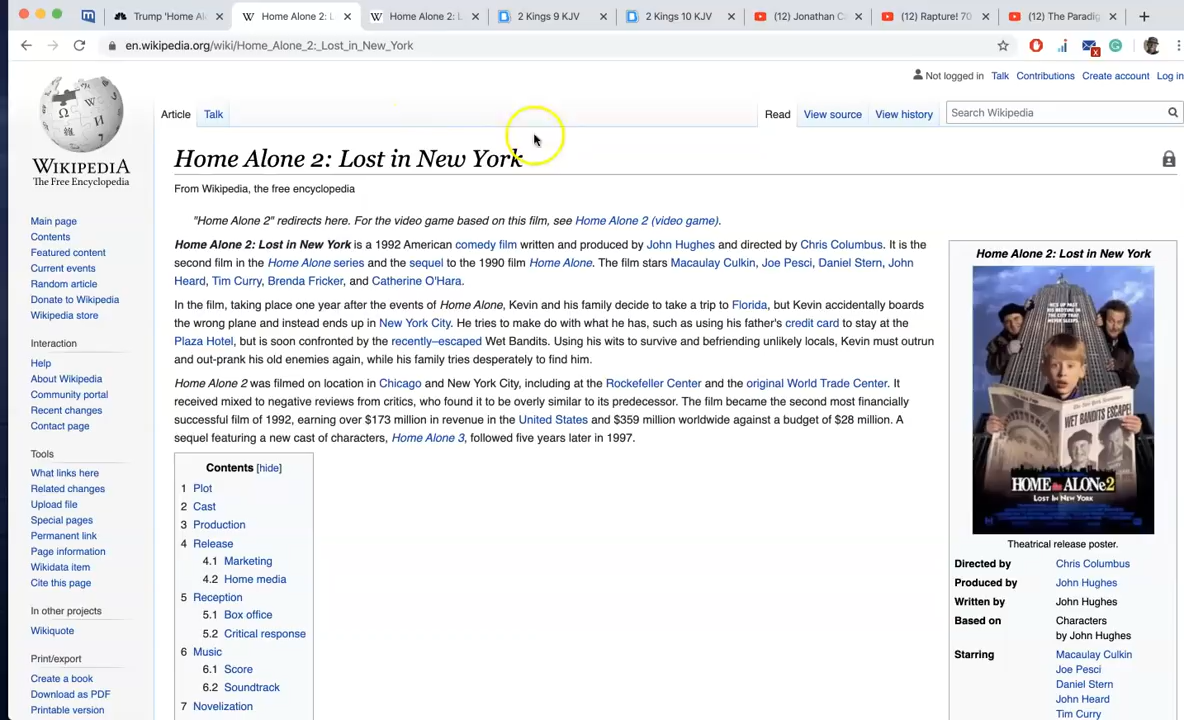 Trump 'Home Al
Home Alone 2: L
Home Alone 2: L
2 Kings 9 KJV
2 Kings 10 KJV
(12) Jonathan C
(12) Rapture! 70
(12) The Paradig
en.wikipedia.org/wiki/Home_Alone_2:_Lost_in_New_York
Not logged in Talk Contributions Create account Log in
Article Talk Read View source View history Search Wikipedia
WIKIPEDIA
The Free Encyclopedia
Main page
Contents
Featured content
Current events
Random article
Donate to Wikipedia
Wikipedia store
Interaction
Help
About Wikipedia
Community portal
Recent changes
Contact page
Tools
What links here
Related changes
Upload file
Special pages
Permanent link
Page information
Wikidata item
Cite this page
In other projects
Wikiquote
Print/export
Create a book
Download as PDF
Printable version
Home Alone 2: Lost in New York
From Wikipedia, the free encyclopedia
"Home Alone 2" redirects here. For the video game based on this film, see Home Alone 2 (video game).
Home Alone 2: Lost in New York is a 1992 American comedy film written and produced by John Hughes and directed by Chris Columbus. It is the
second film in the Home Alone series and the sequel to the 1990 film Home Alone. The film stars Macaulay Culkin, Joe Pesci, Daniel Stern, John
Heard, Tim Curry, Brenda Fricker, and Catherine O'Hara.
In the film, taking place one year after the events of Home Alone, Kevin and his family decide to take a trip to Florida, but Kevin accidentally boards
the wrong plane and instead ends up in New York City. He tries to make do with what he has, such as using his father's credit card to stay at the
Plaza Hotel, but is soon confronted by the recently–escaped Wet Bandits. Using his wits to survive and befriending unlikely locals, Kevin must outrun
and out-prank his old enemies again, while his family tries desperately to find him.
Home Alone 2 was filmed on location in Chicago and New York City, including at the Rockefeller Center and the original World Trade Center. It
received mixed to negative reviews from critics, who found it to be overly similar to its predecessor. The film became the second most financially
successful film of 1992, earning over $173 million in revenue in the United States and $359 million worldwide against a budget of $28 million. A
sequel featuring a new cast of characters, Home Alone 3, followed five years later in 1997.
Contents [hide]
1 Plot
2 Cast
3 Production
4 Release
4.1 Marketing
4.2 Home media
5 Reception
5.1 Box office
5.2 Critical response
6 Music
6.1 Score
6.2 Soundtrack
7 Novelization
Home Alone 2: Lost in New York
WET BANDITS
ESCAPE!
HOME ALONe2
LOST IN NEW YORK
Theatrical release poster.
Directed by Chris Columbus
Produced by John Hughes
Written by John Hughes
Based on Characters
by John Hughes
Starring Macaulay Culkin
Joe Pesci
Daniel Stern
John Heard
Tim Curry